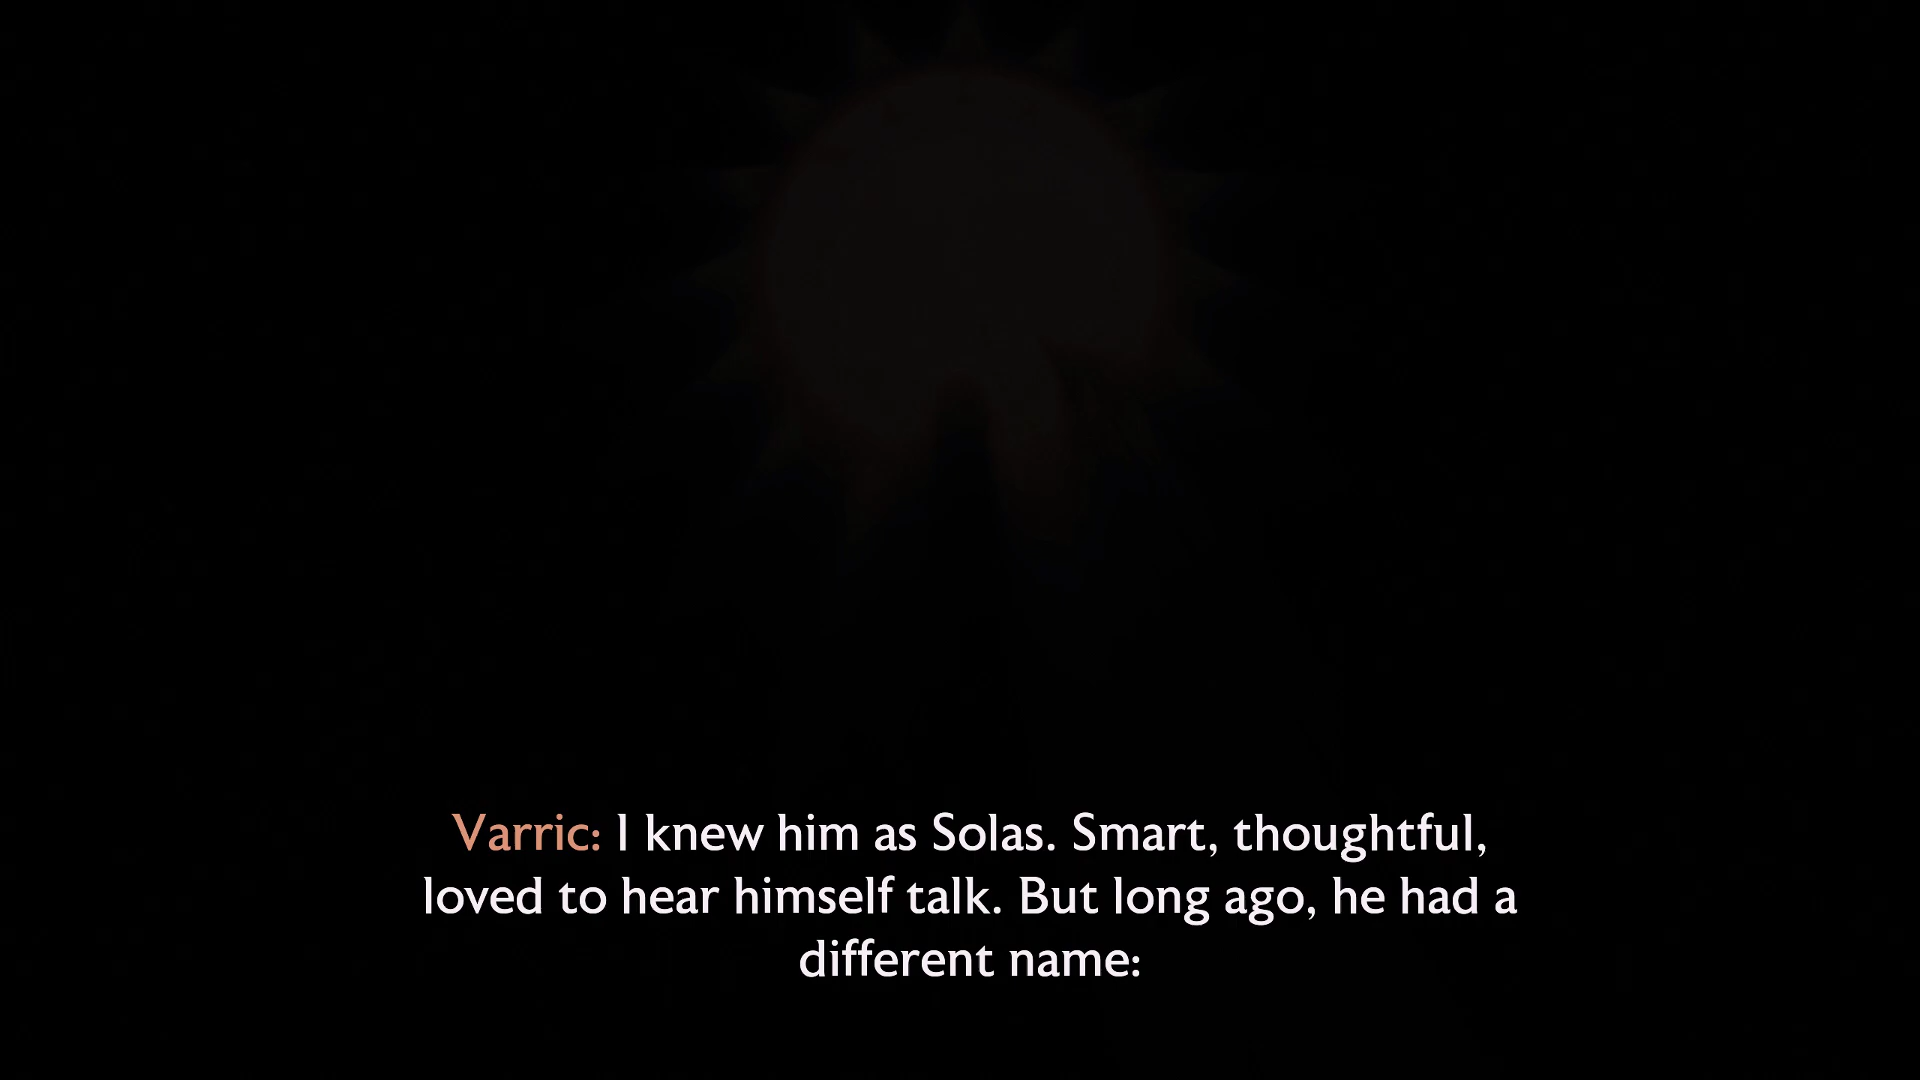 Varric: I knew him as Solas. Smart, thoughtful,
loved to hear himself talk. But long ago, he had a
different name: